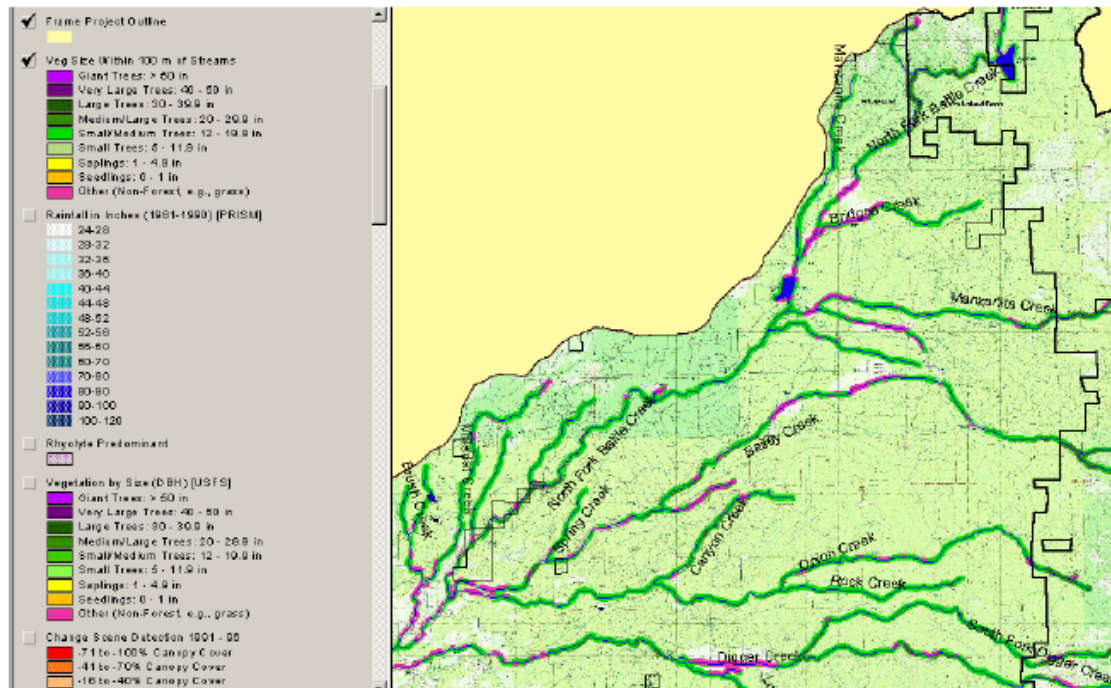 Frame Project Outline
Veg Size Within 100 m of Streams
Giant Trees: > 50 in
Very Large Trees: 40 - 50 in
Large Trees: 30 - 39.9 in
Medium/Large Trees: 20 - 29.9 in
Small/Medium Trees: 12 - 19.9 in
Small Trees: 5 - 11.9 in
Saplings: 1 - 4.9 in
Seedlings: 0 - 1 in
Other (Non-Forest, e.g., grass)
Rainfall in Inches (1961-1990) [PRISM]
24-28
28-32
32-36
36-40
40-44
44-48
48-52
52-56
56-60
60-70
70-80
80-90
90-100
100-120
Rhyolyte Predominant
Vegetation by Size (DBH) [USFS]
Giant Trees: > 50 in
Very Large Trees: 40 - 50 in
Large Trees: 30 - 39.9 in
Medium/Large Trees: 20 - 29.9 in
Small/Medium Trees: 12 - 19.9 in
Small Trees: 5 - 11.9 in
Saplings: 1 - 4.9 in
Seedlings: 0 - 1 in
Other (Non-Forest, e.g., grass)
Change Scene Detection 1991 - 96
-71 to -100% Canopy Cover
-41 to -70% Canopy Cover
-16 to -40% Canopy Cover
Creek
North Fork Battle Creek
Bridges Creek
Manzanita Creek
Bailey Creek
North Fork Battle Creek
Creek
Brush Creek
Spring Creek
Canyon Creek
Onion Creek
Rock Creek
South Fork Digger Creek
Digger Creek